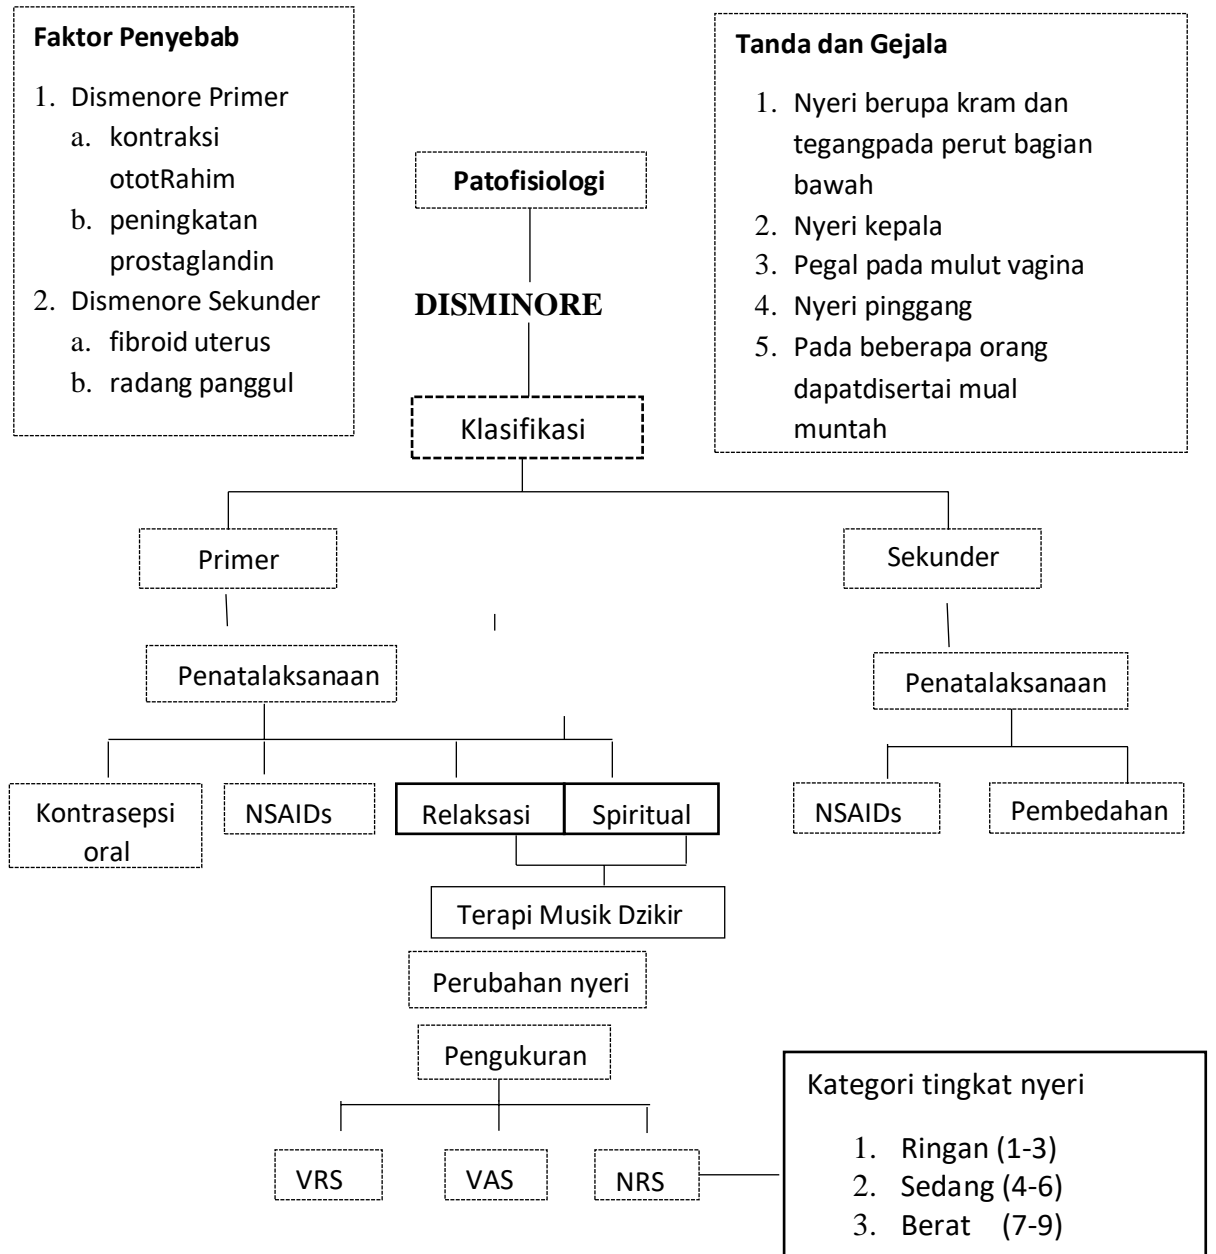 Faktor Penyebab
1. Dismenore Primer
a. kontraksi
ototRahim
b. peningkatan
prostaglandin
2. Dismenore Sekunder
a. fibroid uterus
b. radang panggul
Tanda dan Gejala
1. Nyeri berupa kram dan
tegangpada perut bagian
bawah
2. Nyeri kepala
3. Pegal pada mulut vagina
4. Nyeri pinggang
5. Pada beberapa orang
dapatdisertai mual
muntah
Patofisiologi
DISMINORE
Klasifikasi
Primer
Sekunder
Penatalaksanaan
Penatalaksanaan
Kontrasepsi
oral
NSAIDs
Relaksasi
Spiritual
NSAIDs
Pembedahan
Terapi Musik Dzikir
Perubahan nyeri
Pengukuran
VRS
VAS
NRS
Kategori tingkat nyeri
1. Ringan (1-3)
2. Sedang (4-6)
3. Berat (7-9)